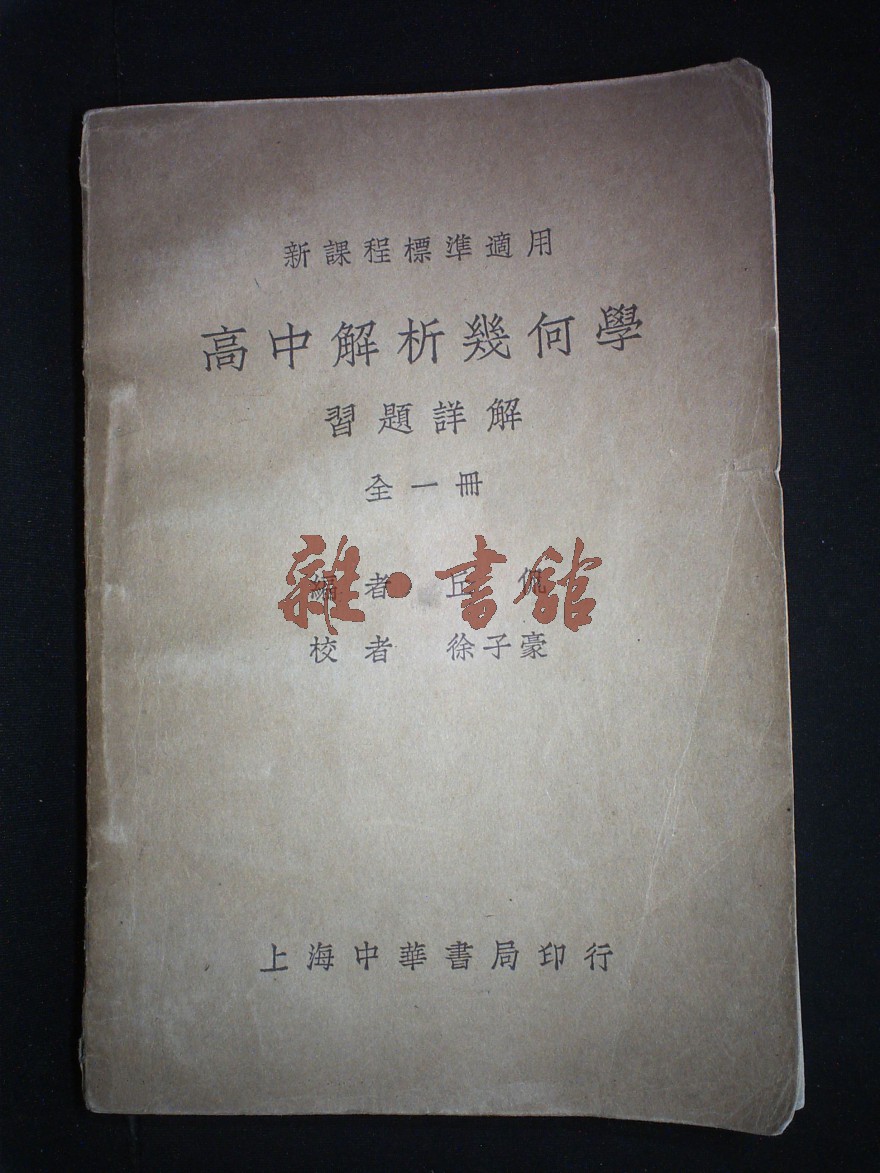 新課程標準適用
高中解析幾何學
習題詳解
全一冊
雜·書館
編者 丘侃
校者 徐子豪
上海中華書局印行